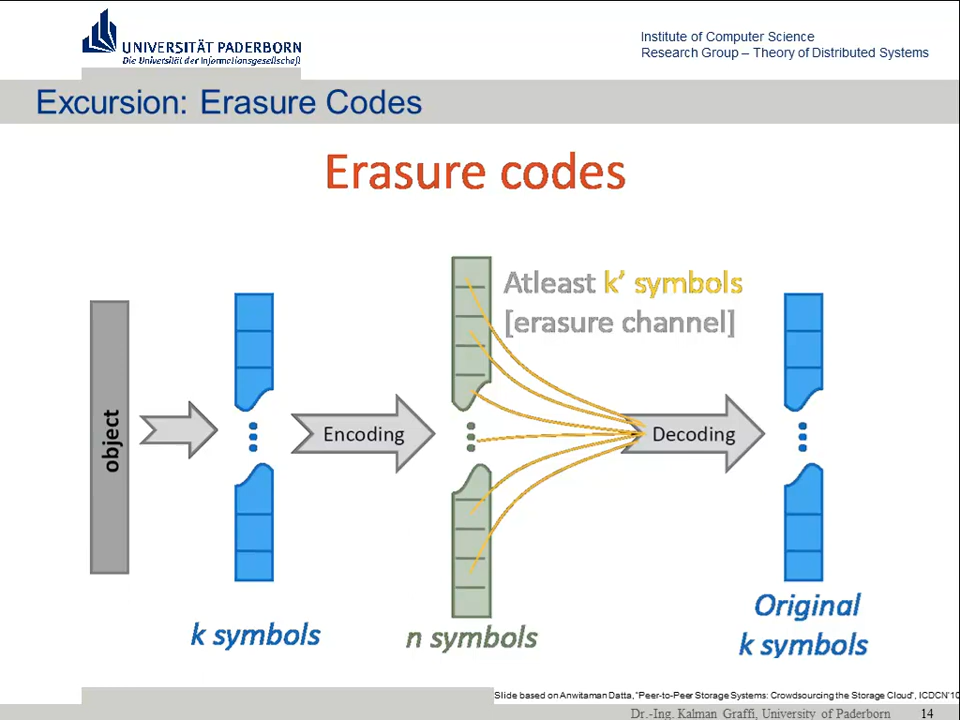 UNIVERSITÄT PADERBORN
Die Universität der Informationsgesellschaft
Institute of Computer Science
Research Group – Theory of Distributed Systems
Excursion: Erasure Codes
Erasure codes
Atleast k’ symbols
[erasure channel]
object
Encoding
Decoding
k symbols
n symbols
Original
k symbols
Slide based on Anwitaman Datta, "Peer-to-Peer Storage Systems: Crowdsourcing the Storage Cloud", ICDCN'10
Dr.-Ing. Kalman Graffi, University of Paderborn 14